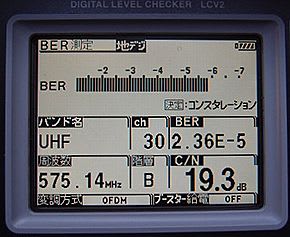 DIGITAL LEVEL CHECKER LCV2
BER測定 地デジ
-2 -3 -4 -5 -6 -7
BER
決定:コンスタレーション
バンド名 ch BER
UHF 30 2.36E-5
周波数 階層 C/N
575.14MHz B 19.3dB
変調方式 OFDM ブースター給電 OFF